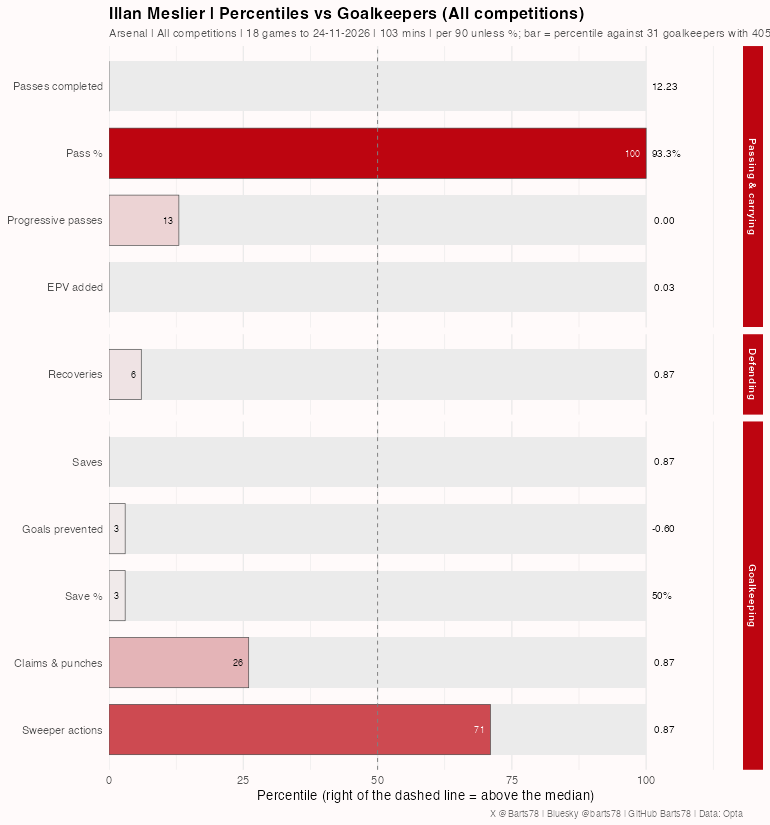 Illan Meslier | Percentiles vs Goalkeepers (All competitions)
Arsenal | All competitions | 18 games to 24-11-2026 | 103 mins | per 90 unless %; bar = percentile against 31 goalkeepers with 405
Passes completed 12.23
Pass % 100 93.3%
Progressive passes 13 0.00
EPV added 0.03
Passing & carrying
Recoveries 6 0.87
Defending
Saves 0.87
Goals prevented 3 -0.60
Save % 3 50%
Claims & punches 26 0.87
Sweeper actions 71 0.87
Goalkeeping
0 25 50 75 100
Percentile (right of the dashed line = above the median)
X @Barts78 | Bluesky @barts78 | GitHub Barts78 | Data: Opta